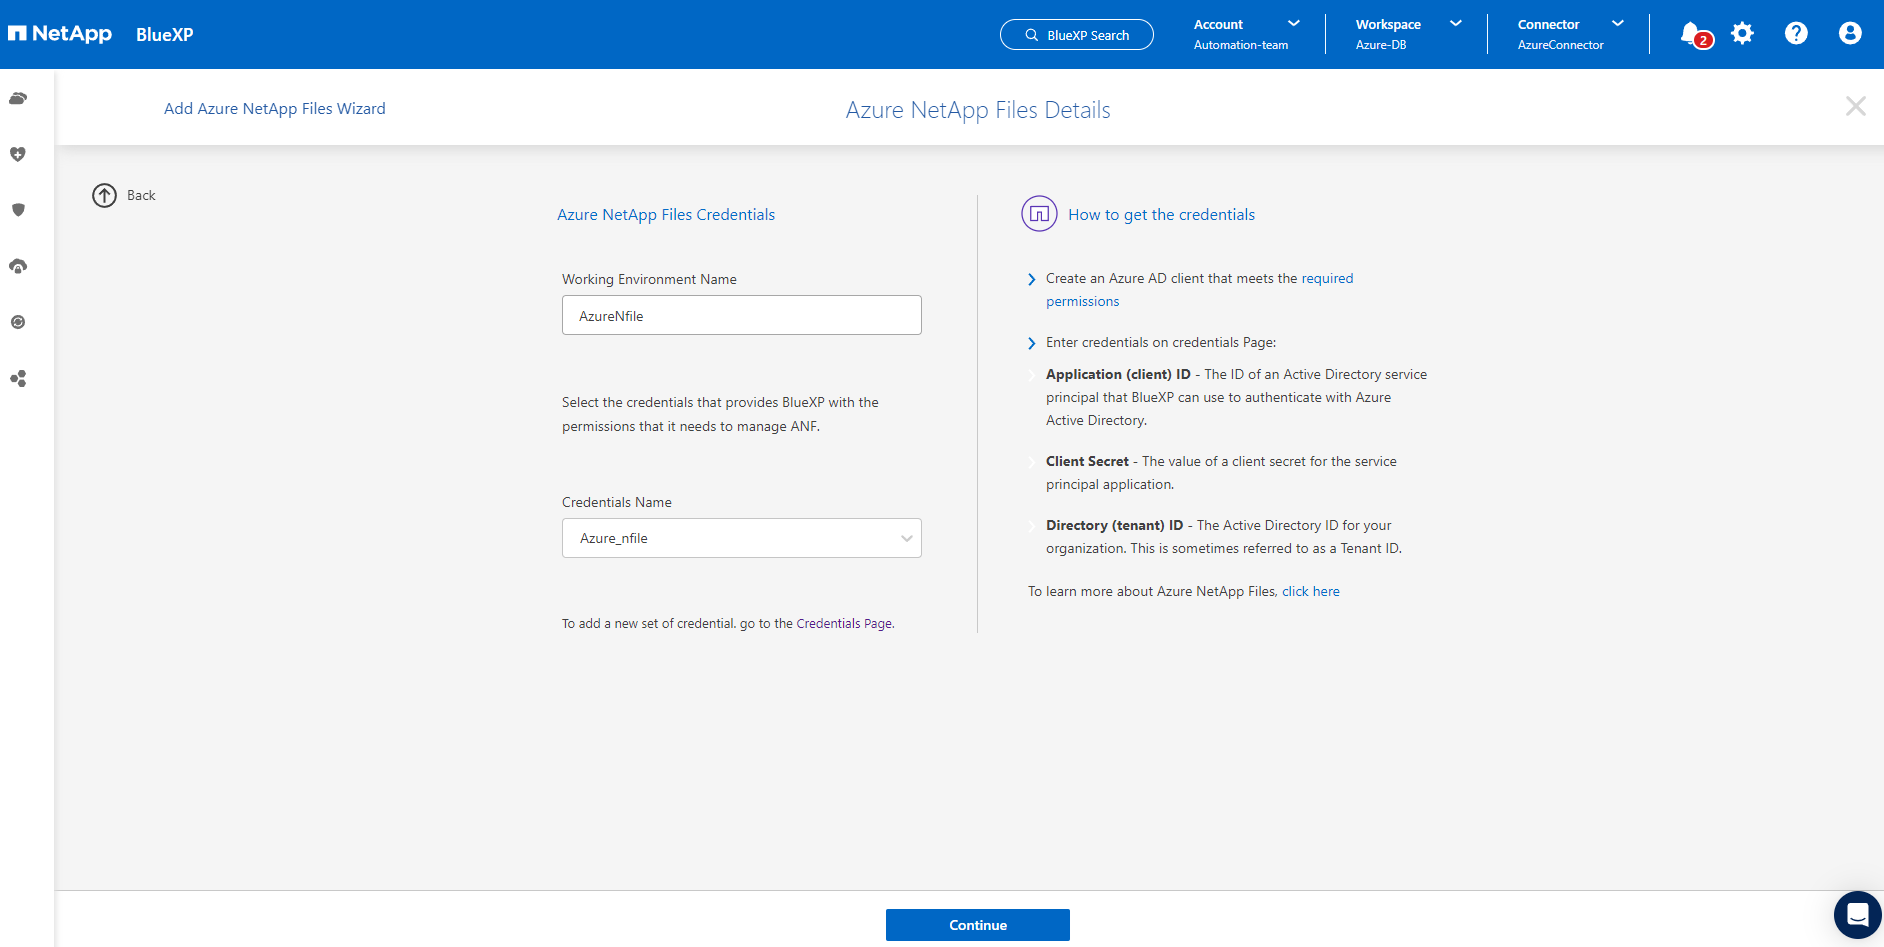 NetApp BlueXP
BlueXP Search
Account
Automation-team
Workspace
Azure-DB
Connector
AzureConnector
2
Add Azure NetApp Files Wizard
Azure NetApp Files Details
Back
Azure NetApp Files Credentials
Working Environment Name
AzureNfile
Select the credentials that provides BlueXP with the
permissions that it needs to manage ANF.
Credentials Name
Azure_nfile
To add a new set of credential. go to the Credentials Page.
How to get the credentials
Create an Azure AD client that meets the required
permissions
Enter credentials on credentials Page:
Application (client) ID - The ID of an Active Directory service
principal that BlueXP can use to authenticate with Azure
Active Directory.
Client Secret - The value of a client secret for the service
principal application.
Directory (tenant) ID - The Active Directory ID for your
organization. This is sometimes referred to as a Tenant ID.
To learn more about Azure NetApp Files, click here
Continue